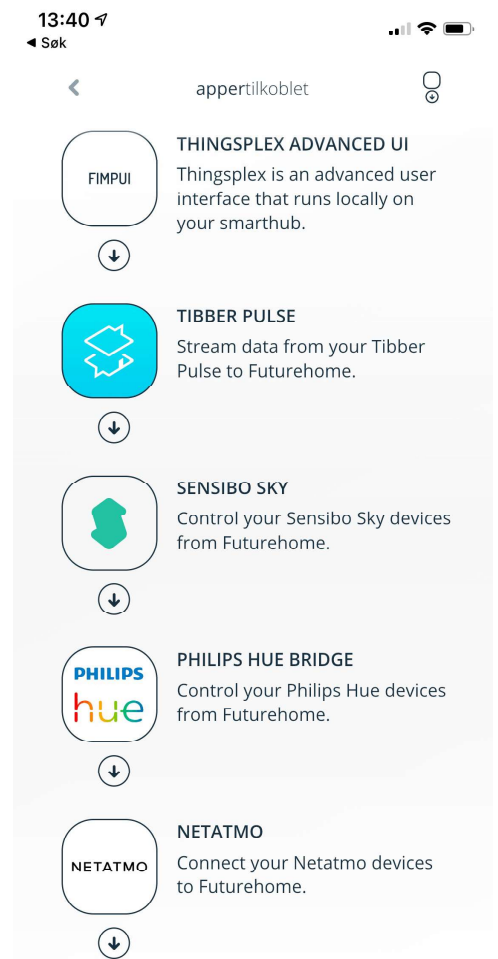 13:40
Søk
appertilkoblet
FIMPUI
THINGSPLEX ADVANCED UI
Thingsplex is an advanced user
interface that runs locally on
your smarthub.
TIBBER PULSE
Stream data from your Tibber
Pulse to Futurehome.
SENSIBO SKY
Control your Sensibo Sky devices
from Futurehome.
PHILIPS
hue
PHILIPS HUE BRIDGE
Control your Philips Hue devices
from Futurehome.
NETATMO
NETATMO
Connect your Netatmo devices
to Futurehome.